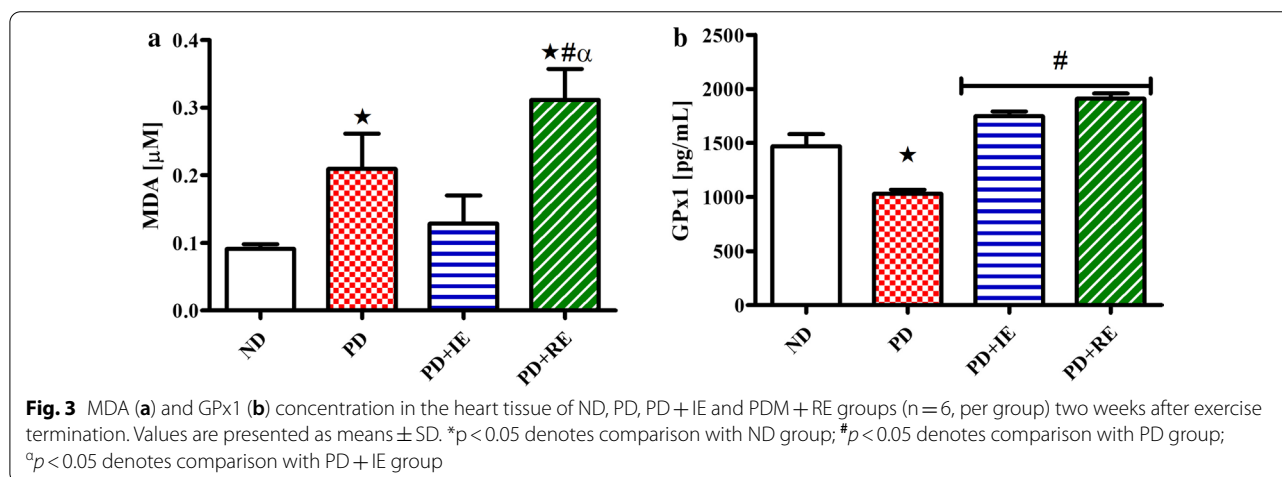 a
0.4
0.3
0.2
0.1
0.0
MDA [µM]
★
★#α
ND
PD
PD+IE
PD+RE
b
2500
2000
1500
1000
500
0
GPx1 [pg/mL]
★
#
ND
PD
PD+IE
PD+RE
Fig. 3 MDA (a) and GPx1 (b) concentration in the heart tissue of ND, PD, PD + IE and PDM + RE groups (n = 6, per group) two weeks after exercise
termination. Values are presented as means ± SD. *p < 0.05 denotes comparison with ND group; #p < 0.05 denotes comparison with PD group;
αp < 0.05 denotes comparison with PD + IE group